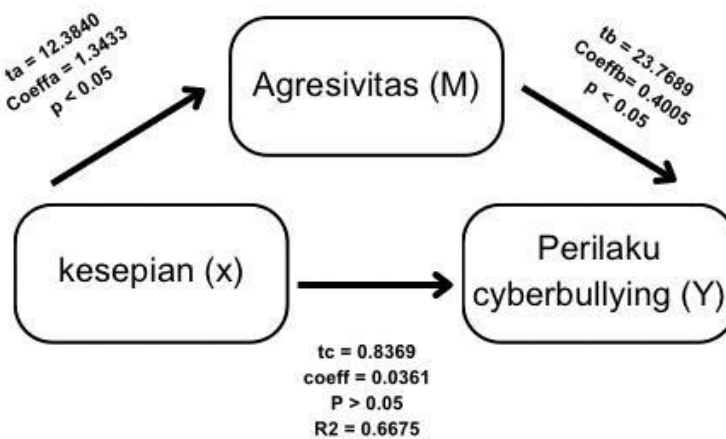 ta = 12.3840
Coeffa = 1.3433
p < 0.05
Agresivitas (M)
tb = 23.7689
Coeffb= 0.4005
p < 0.05
kesepian (x)
Perilaku
cyberbullying (Y)
tc = 0.8369
coeff = 0.0361
P > 0.05
R2 = 0.6675